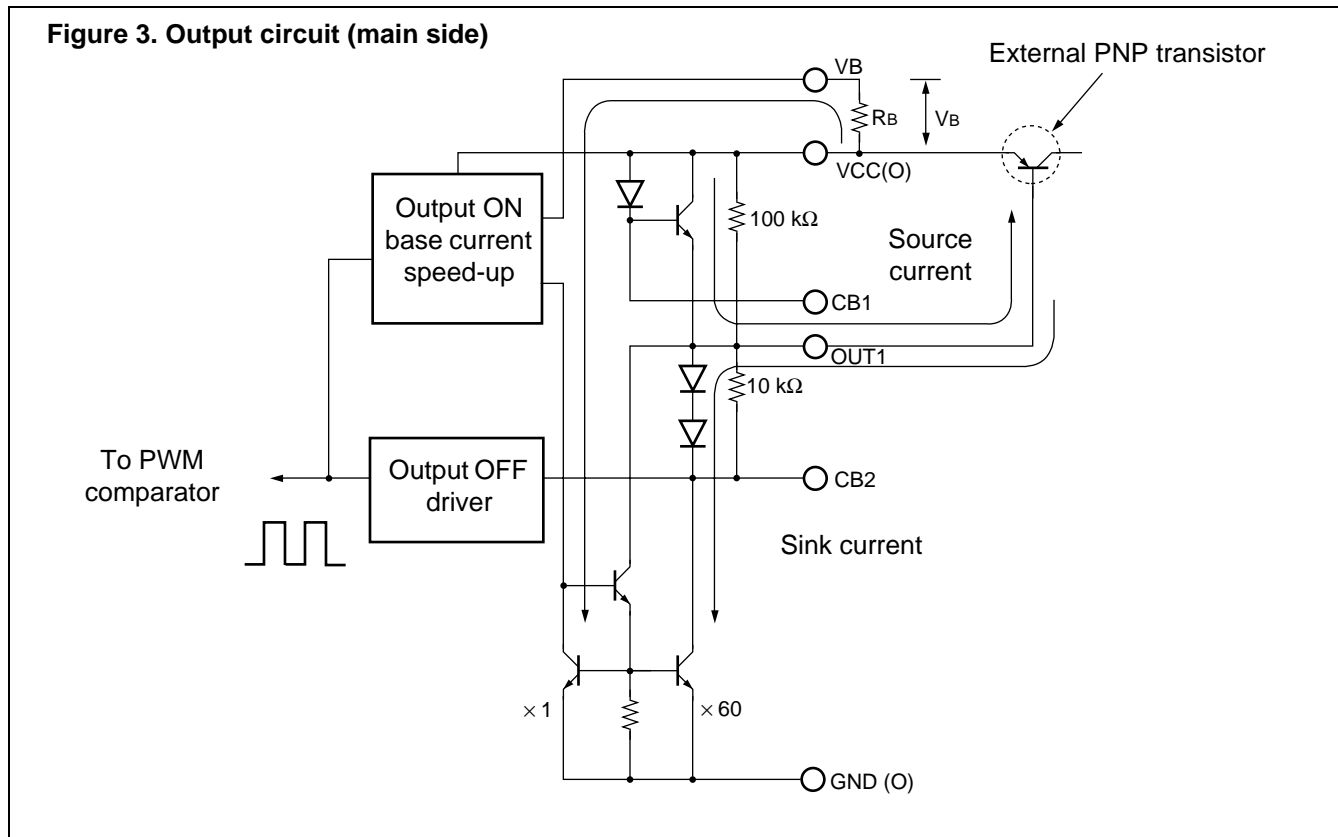 Figure 3. Output circuit (main side)
External PNP transistor
VB
RB
VB
VCC(O)
Output ON
base current
speed-up
100 kΩ
Source
current
CB1
OUT1
10 kΩ
To PWM
comparator
Output OFF
driver
CB2
Sink current
× 1
× 60
GND (O)